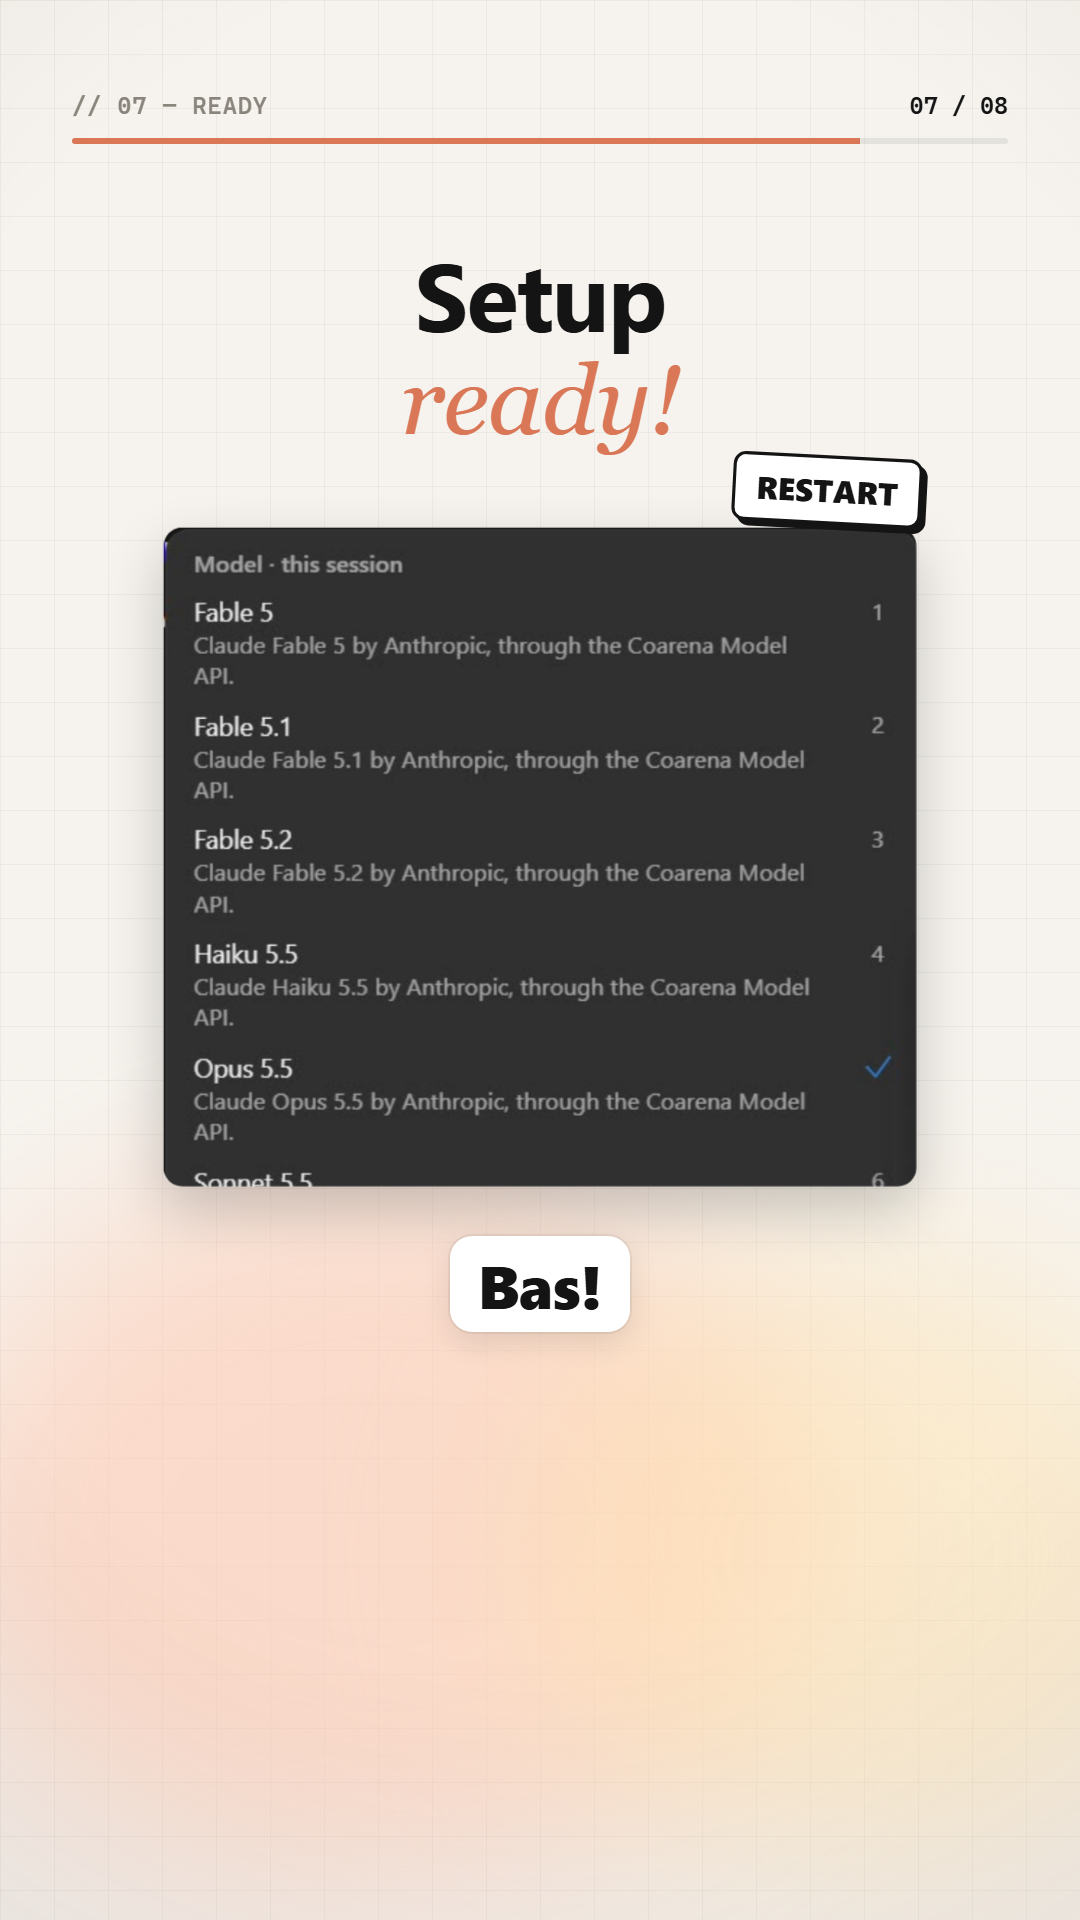 // 07 — READY
07 / 08
Setup
ready!
RESTART
Model · this session
Fable 5
1
Claude Fable 5 by Anthropic, through the Coarena Model
API.
Fable 5.1
2
Claude Fable 5.1 by Anthropic, through the Coarena Model
API.
Fable 5.2
3
Claude Fable 5.2 by Anthropic, through the Coarena Model
API.
Haiku 5.5
4
Claude Haiku 5.5 by Anthropic, through the Coarena Model
API.
Opus 5.5
Claude Opus 5.5 by Anthropic, through the Coarena Model
API.
Sonnet 5.5
6
Bas!